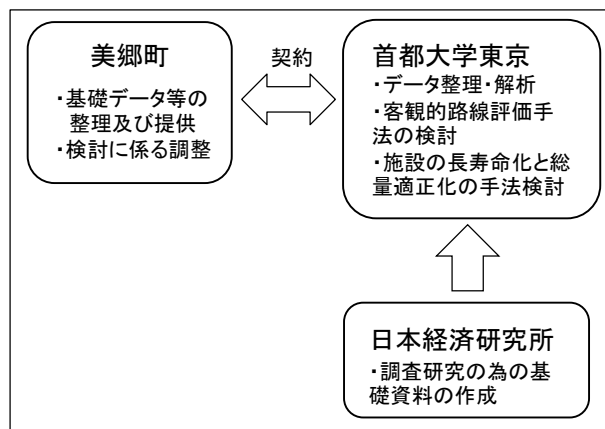 美郷町
・基礎データ等の
整理及び提供
・検討に係る調整
契約
首都大学東京
・データ整理・解析
・客観的路線評価手
法の検討
・施設の長寿命化と総
量適正化の手法検討
日本経済研究所
・調査研究の為の基
礎資料の作成